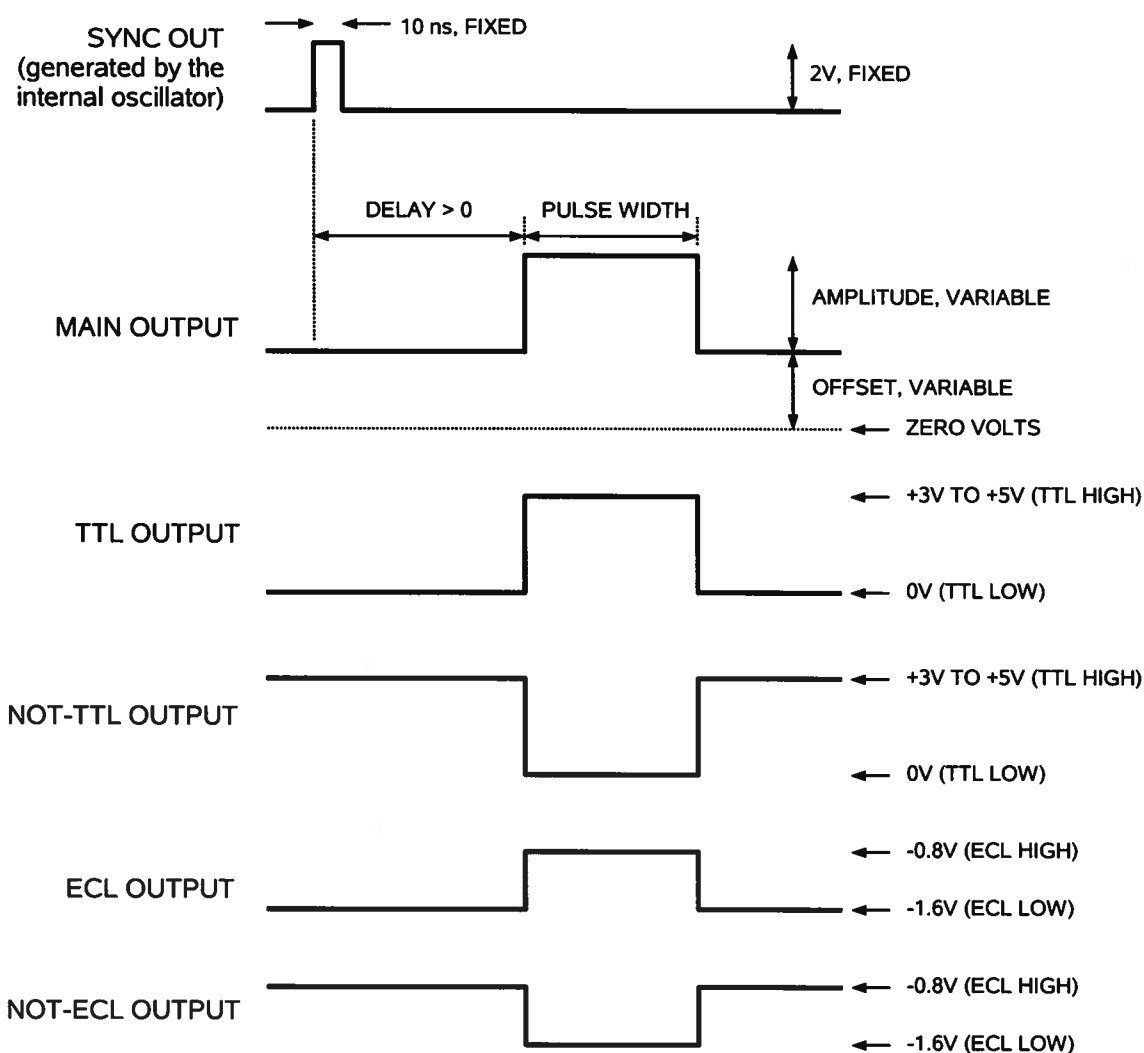 10 ns, FIXED
SYNC OUT
(generated by the
internal oscillator)
2V, FIXED
DELAY > 0
PULSE WIDTH
AMPLITUDE, VARIABLE
MAIN OUTPUT
OFFSET, VARIABLE
ZERO VOLTS
+3V TO +5V (TTL HIGH)
TTL OUTPUT
0V (TTL LOW)
+3V TO +5V (TTL HIGH)
NOT-TTL OUTPUT
0V (TTL LOW)
-0.8V (ECL HIGH)
ECL OUTPUT
-1.6V (ECL LOW)
-0.8V (ECL HIGH)
NOT-ECL OUTPUT
-1.6V (ECL LOW)